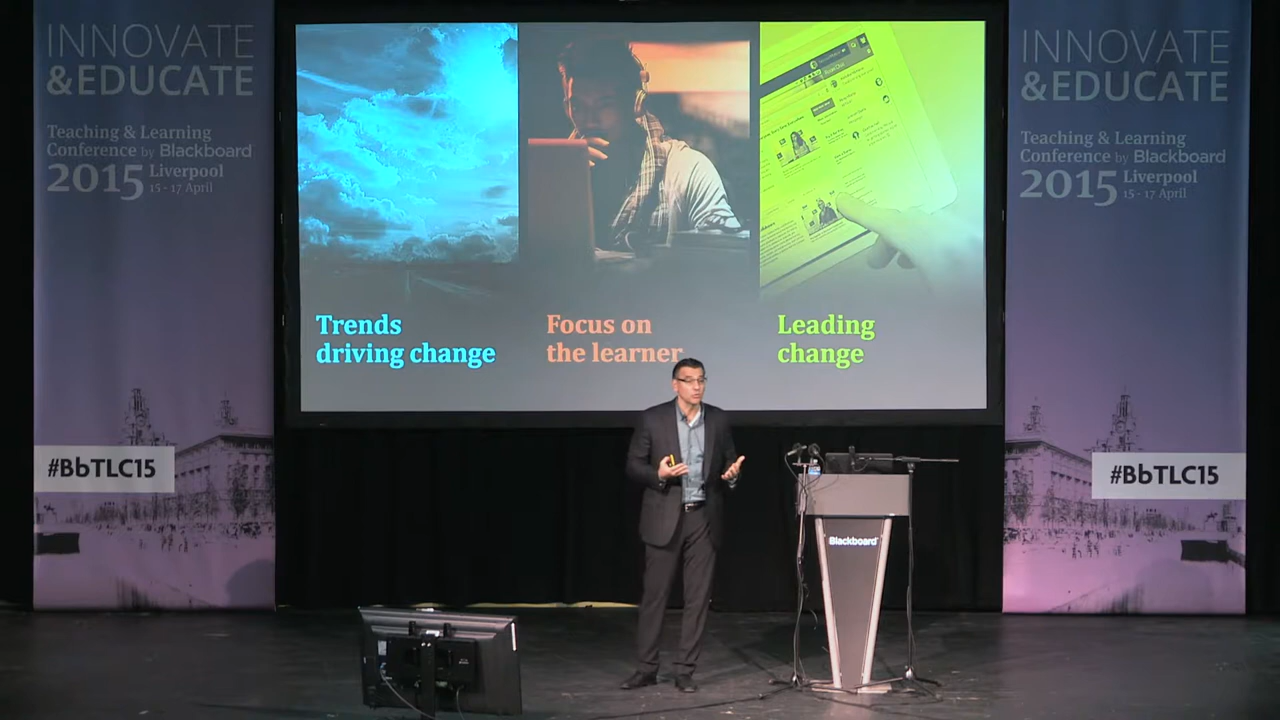 INNOVATE
&EDUCATE
Teaching & Learning
Conference by Blackboard
2015 Liverpool
15 - 17 April
#BbTLC15
Trends
driving change
Focus on
the learner
Leading
change
Blackboard
INNOVATE
&EDUCATE
Teaching & Learning
Conference by Blackboard
2015 Liverpool
15 - 17 April
#BbTLC15